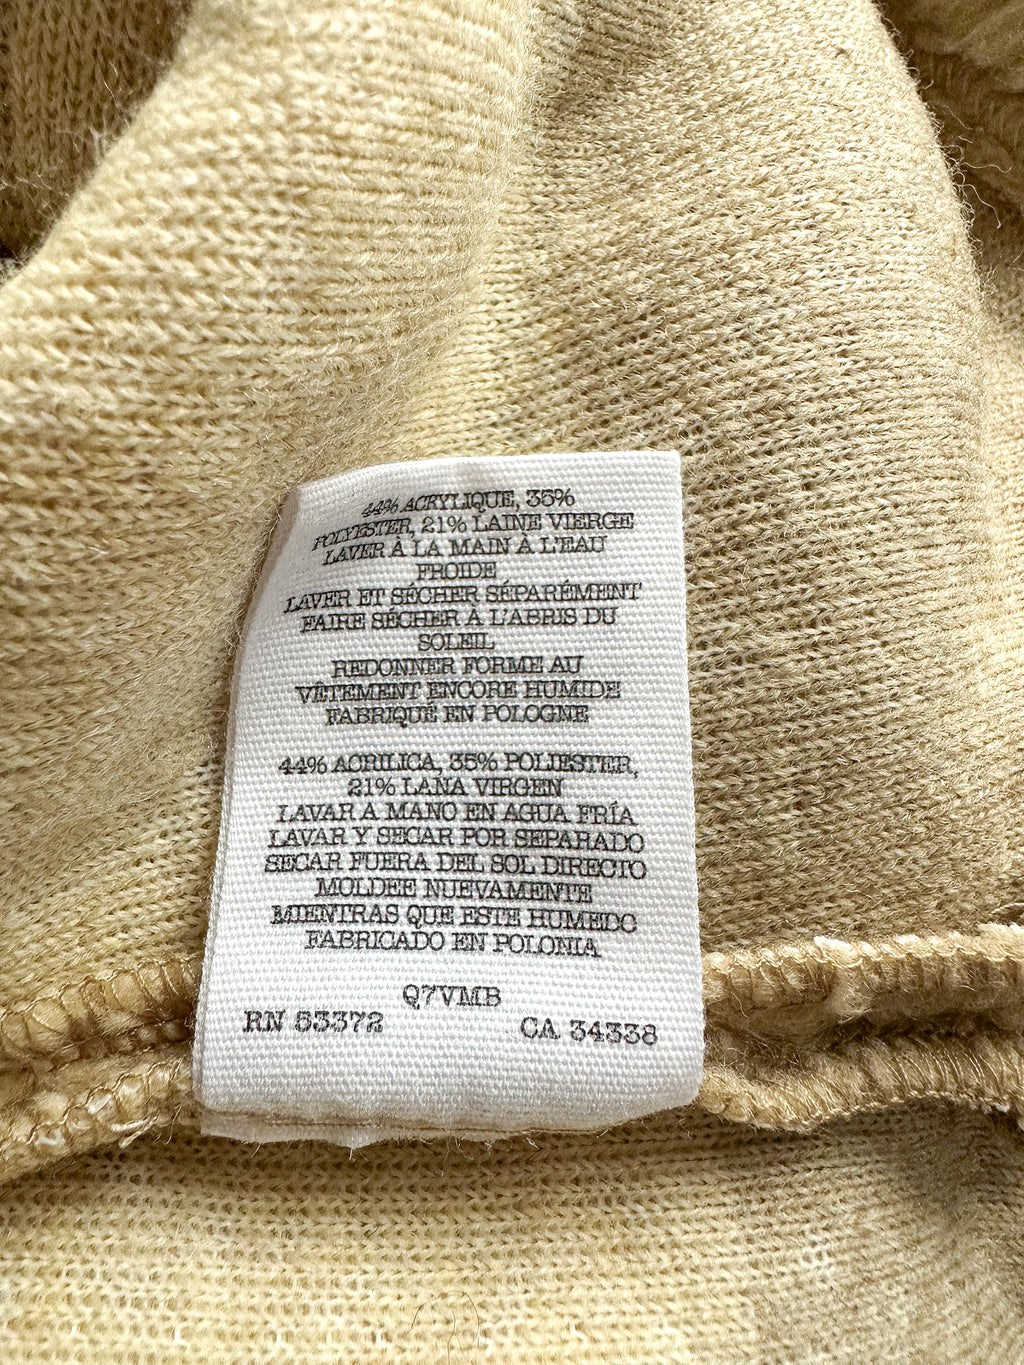 44% ACRYLIQUE, 35%
POLYESTER, 21% LAINE VIERGE
LAVER À LA MAIN À L'EAU
FROIDE
LAVER ET SÉCHER SÉPARÉMENT
FAIRE SÉCHER À L'ABRIS DU
SOLEIL
REDONNER FORME AU
VÊTEMENT ENCORE HUMIDE
FABRIQUÉ EN POLOGNE
44% ACRILICA, 35% POLIESTER,
21% LANA VIRGEN
LAVAR A MANO EN AGUA FRÍA
LAVAR Y SECAR POR SEPARADO
SECAR FUERA DEL SOL DIRECTO
MOLDEE NUEVAMENTE
MIENTRAS QUE ESTE HUMEDO
FABRICADO EN POLONIA
Q7VMB
RN 53372 CA 34338